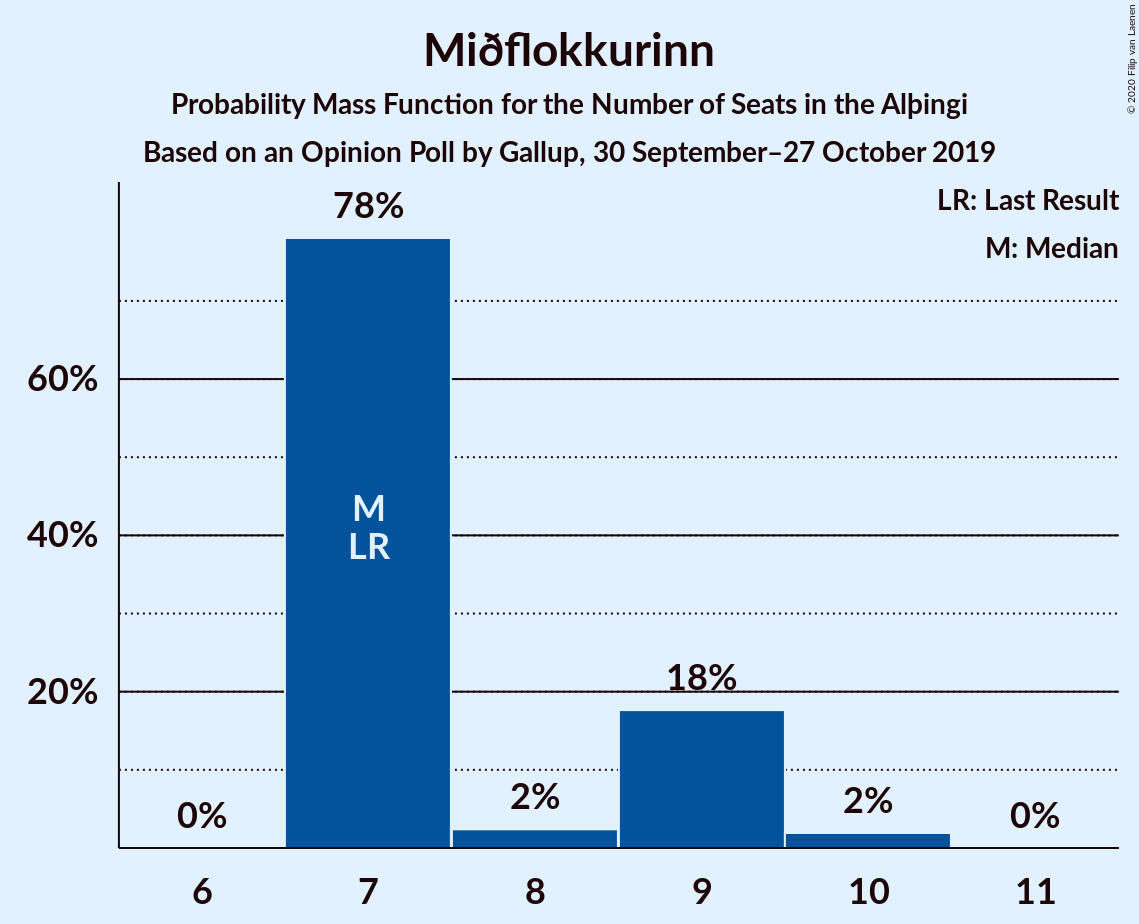 Miðflokkurinn
Probability Mass Function for the Number of Seats in the Alþingi
Based on an Opinion Poll by Gallup, 30 September–27 October 2019
© 2020 Filip van Laenen
LR: Last Result
M: Median
78%
60%
40%
20%
M
LR
0%
2%
18%
2%
0%
6 7 8 9 10 11